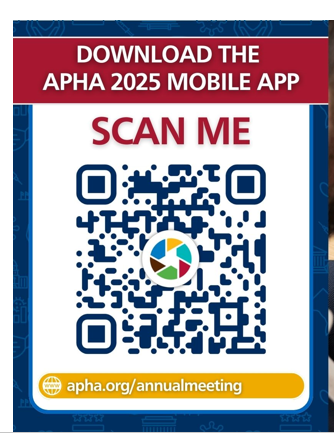 DOWNLOAD THE
APHA 2025 MOBILE APP
SCAN ME
apha.org/annualmeeting